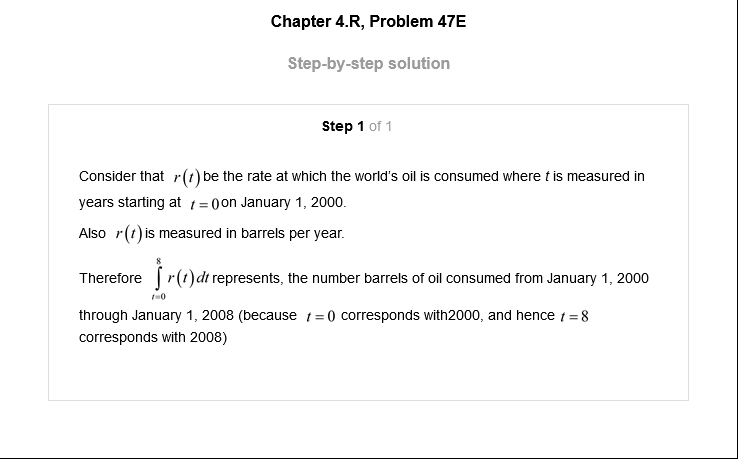 Chapter 4.R, Problem 47E
Step-by-step solution
Step 1 of 1
Consider that r(t) be the rate at which the world's oil is consumed where t is measured in
years starting at t = 0 on January 1, 2000.
Also r(t) is measured in barrels per year.
Therefore ∫_{t=0}^{8} r(t) dt represents, the number barrels of oil consumed from January 1, 2000
through January 1, 2008 (because t = 0 corresponds with2000, and hence t = 8
corresponds with 2008)